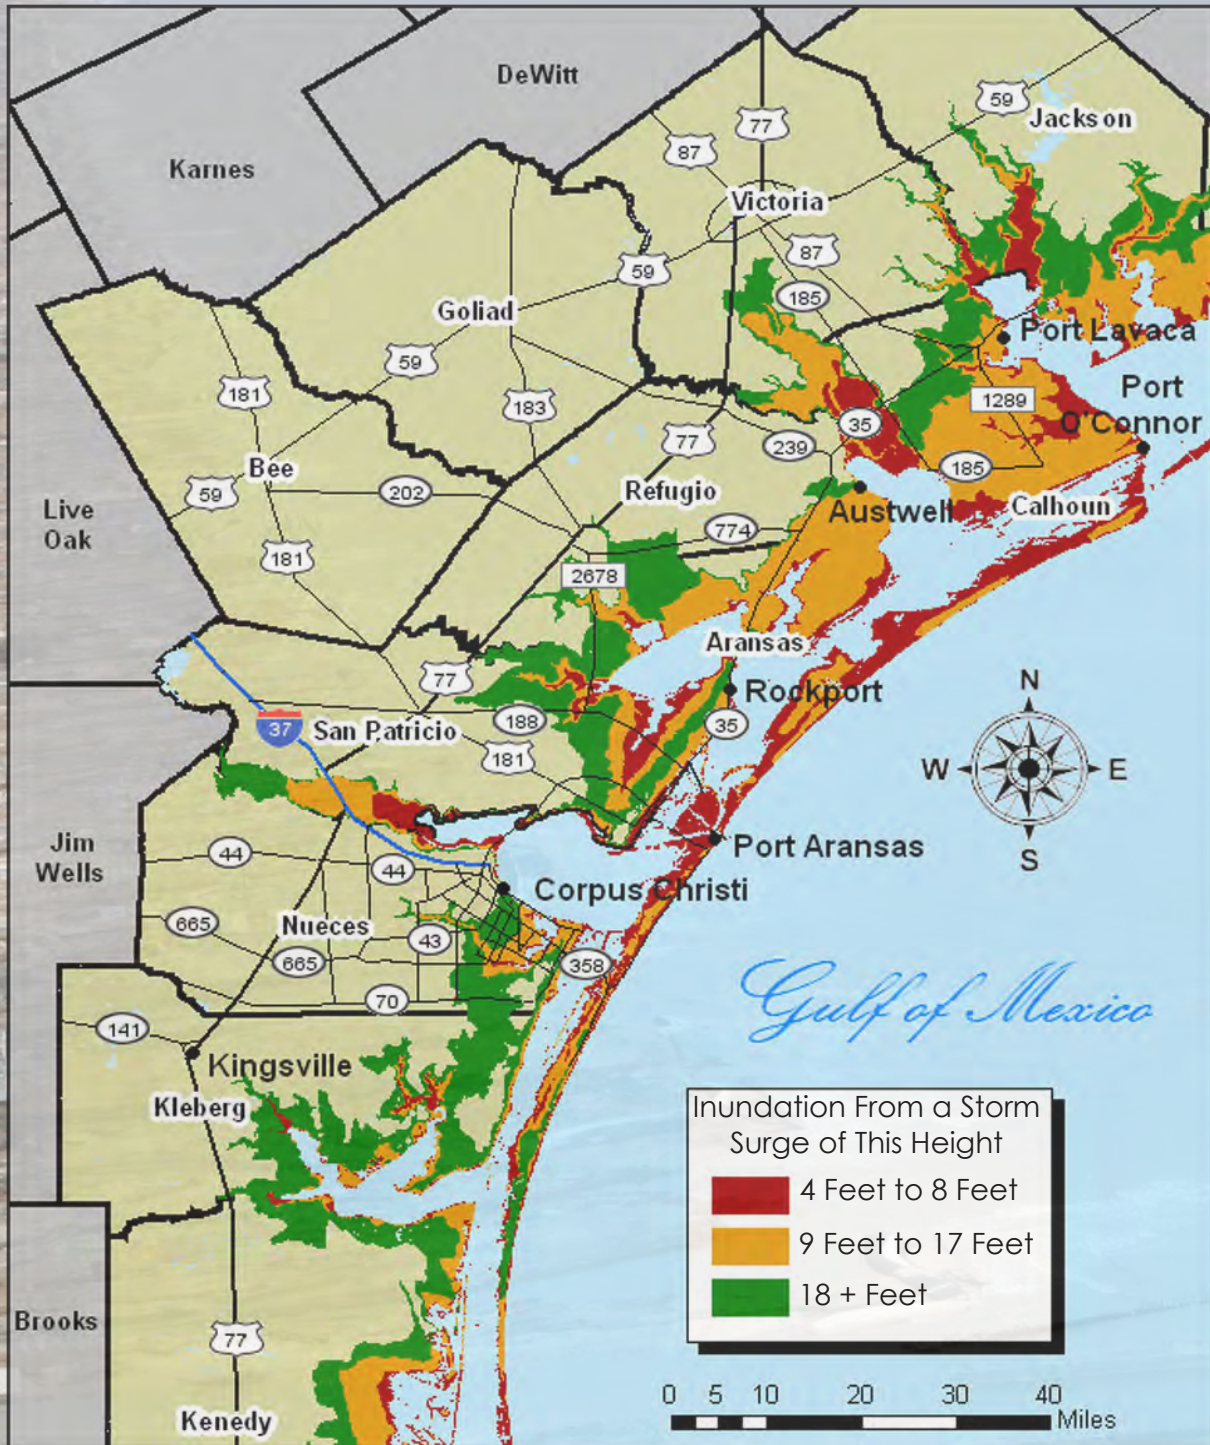 DeWitt
59
Jackson
77
87
Karnes
Victoria
87
59
185
Goliad
Port Lavaca
59
Port
O'Connor
181
183
1289
35
77
239
Bee
185
59
202
Refugio
Live
Oak
Austwell
Calhoun
774
181
2678
Aransas
77
N
Rockport
188
35
37
San Patricio
181
W
E
Jim
Wells
44
Port Aransas
S
44
Corpus Christi
665
Nueces
43
665
358
70
Gulf of Mexico
141
Kingsville
Kleberg
Inundation From a Storm
Surge of This Height
4 Feet to 8 Feet
9 Feet to 17 Feet
18 + Feet
Brooks
77
0 5 10 20 30 40
Miles
Kenedy